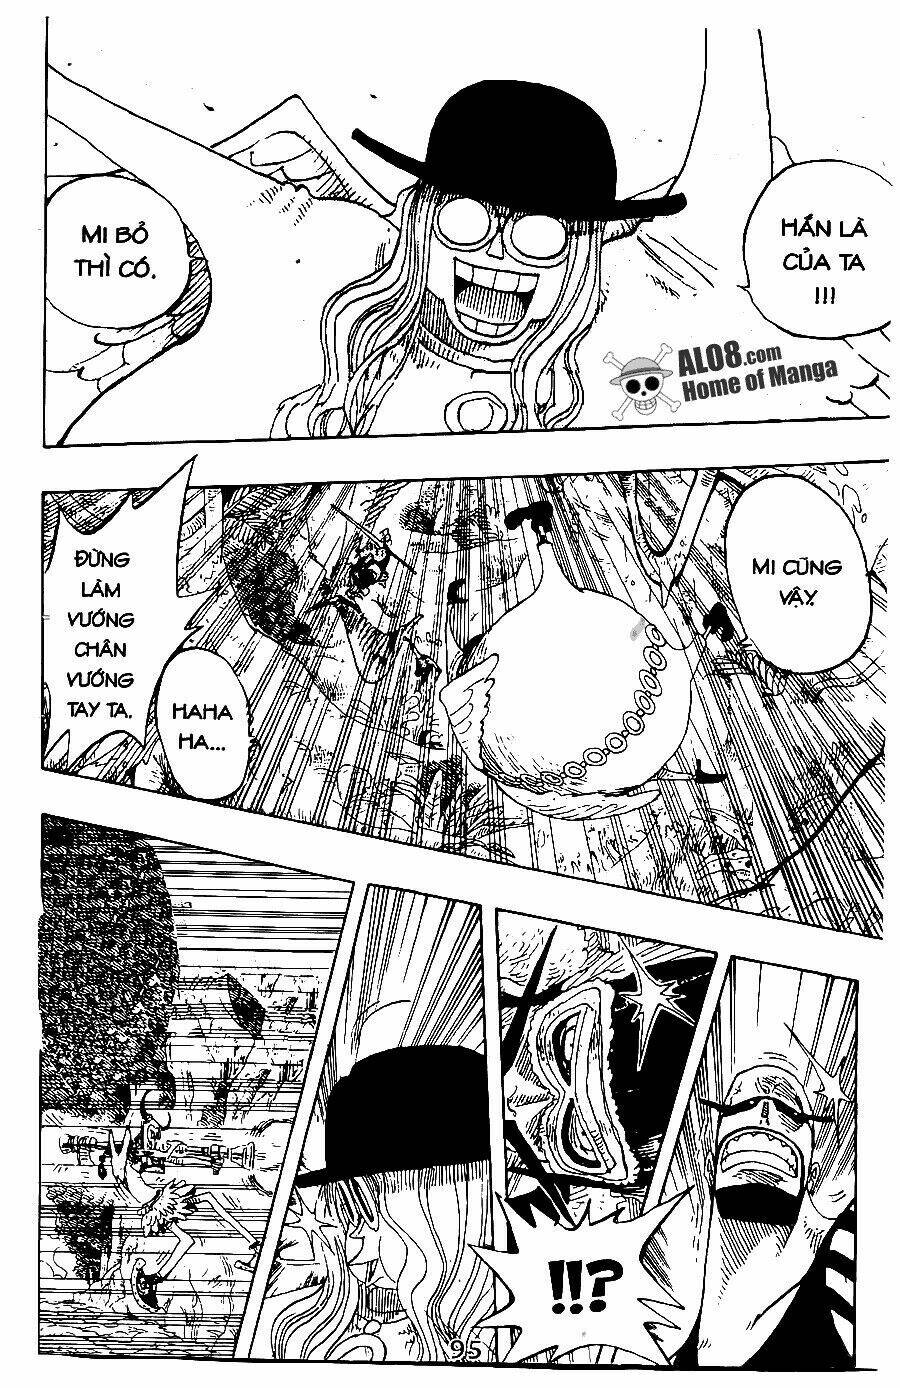 HẮN LÀ
CỦA TA
!!!
MI BỎ
THÌ CÓ.
AL08.com
Home of Manga
MI CŨNG
VẬY.
HAHA
HA...
ĐỪNG
LÀM
VƯỚNG
CHÂN
VƯỚNG
TAY TA.
!!?
95